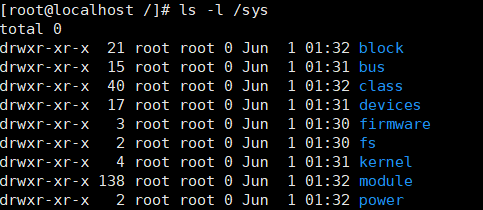 [root@localhost /]# ls -l /sys
total 0
drwxr-xr-x  21 root root 0 Jun  1 01:32 block
drwxr-xr-x  15 root root 0 Jun  1 01:31 bus
drwxr-xr-x  40 root root 0 Jun  1 01:32 class
drwxr-xr-x  17 root root 0 Jun  1 01:31 devices
drwxr-xr-x   3 root root 0 Jun  1 01:30 firmware
drwxr-xr-x   2 root root 0 Jun  1 01:30 fs
drwxr-xr-x   4 root root 0 Jun  1 01:31 kernel
drwxr-xr-x 138 root root 0 Jun  1 01:32 module
drwxr-xr-x   2 root root 0 Jun  1 01:32 power